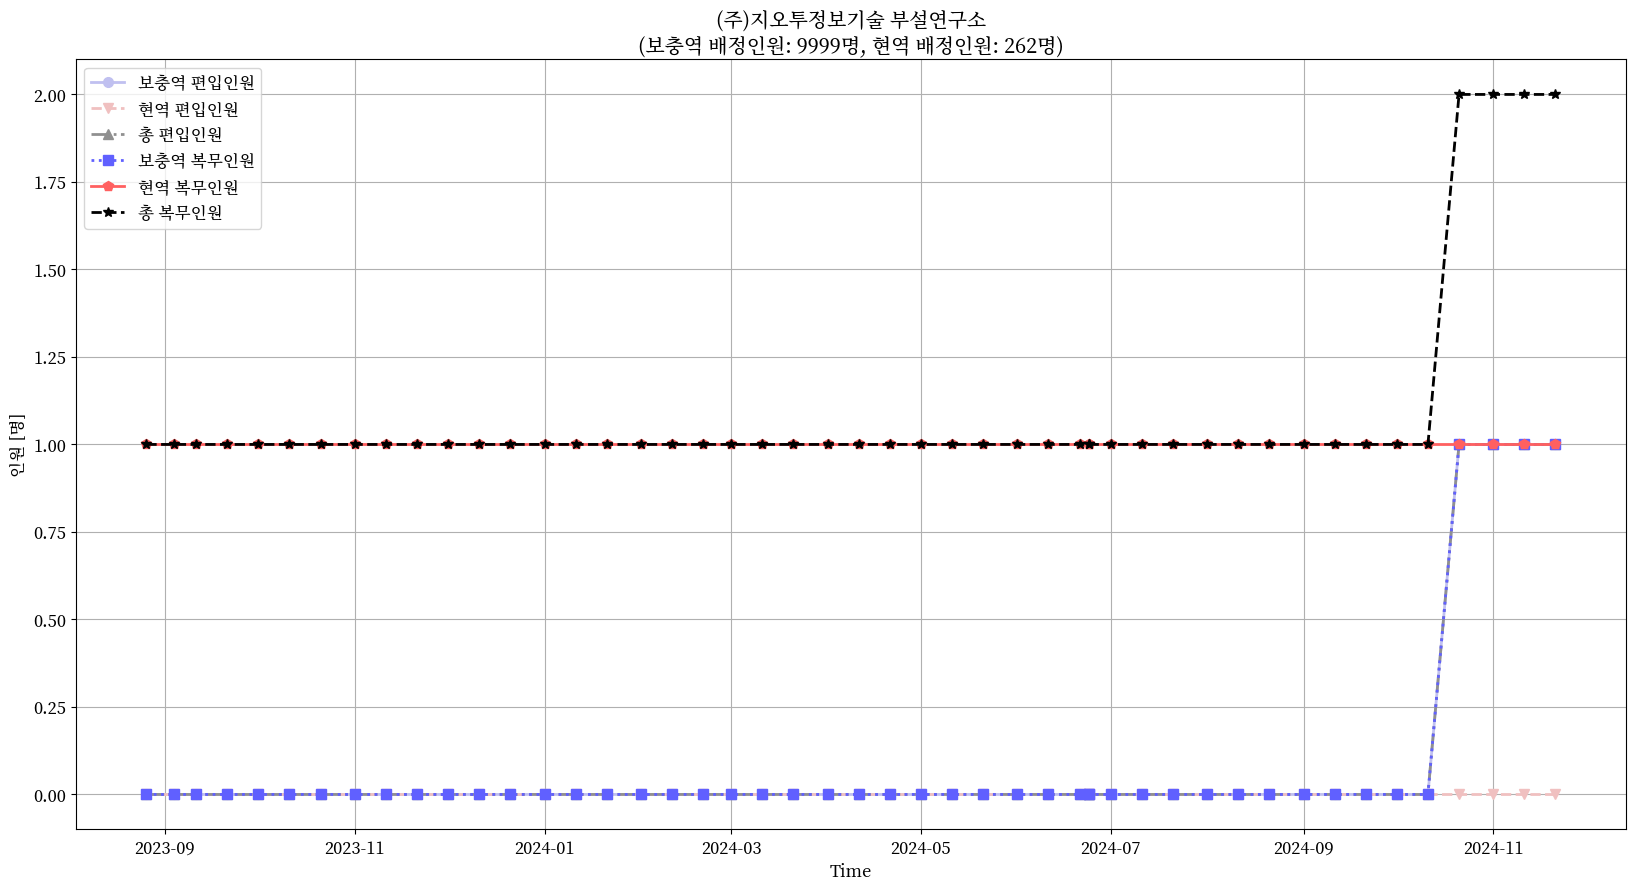 (주)지오투정보기술 부설연구소
(보충역 배정인원: 9999명, 현역 배정인원: 262명)
보충역 편입인원
현역 편입인원
총 편입인원
보충역 복무인원
현역 복무인원
총 복무인원
2.00
1.75
1.50
1.25
1.00
0.75
0.50
0.25
0.00
인원 [명]
2023-09 2023-11 2024-01 2024-03 2024-05 2024-07 2024-09 2024-11
Time